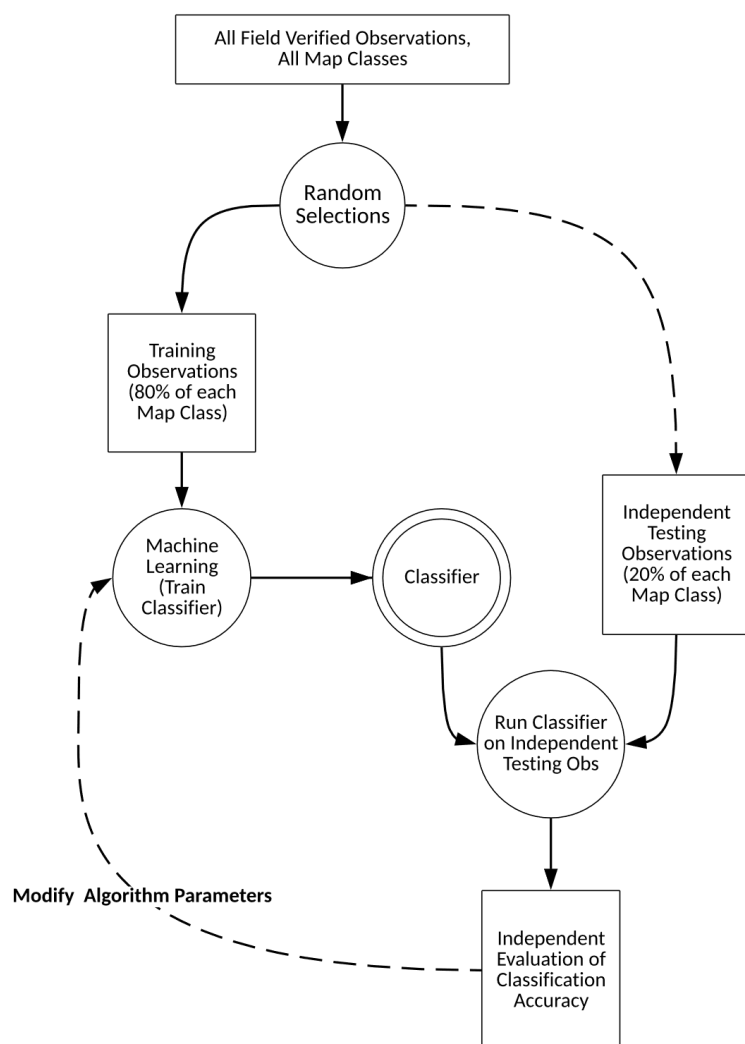 All Field Verified Observations,
All Map Classes
Random
Selections
Training
Observations
(80% of each
Map Class)
Independent
Testing
Observations
(20% of each
Map Class)
Machine
Learning
(Train
Classifier)
Classifier
Run Classifier
on Independent
Testing Obs
Modify  Algorithm Parameters
Independent
Evaluation of
Classification
Accuracy